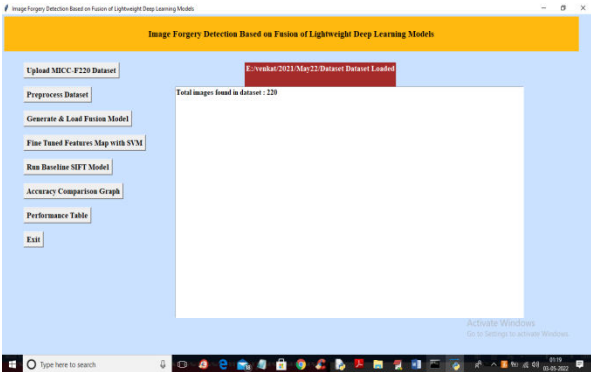 Image Forgery Detection Based on Fusion of Lightweight Deep Learning Models
Image Forgery Detection Based on Fusion of Lightweight Deep Learning Models
Upload MICC-F220 Dataset
E:/venkat/2021/May22/Dataset Dataset Loaded
Preprocess Dataset
Total images found in dataset : 220
Generate & Load Fusion Model
Fine Tuned Features Map with SVM
Run Baseline SIFT Model
Accuracy Comparison Graph
Performance Table
Exit
Activate Windows
Go to Settings to activate Windows.
Type here to search
01:19
03-05-2022